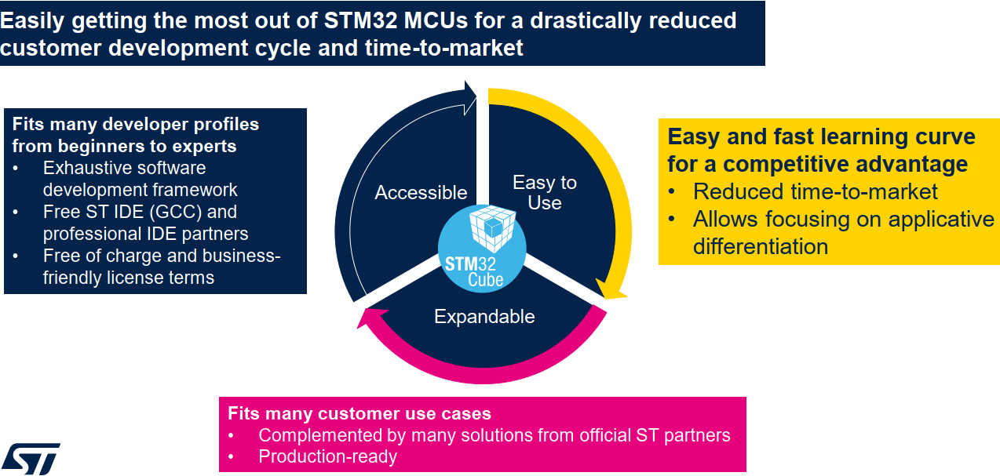 Easily getting the most out of STM32 MCUs for a drastically reduced
customer development cycle and time-to-market
Fits many developer profiles
from beginners to experts
• Exhaustive software
development framework
• Free ST IDE (GCC) and
professional IDE partners
• Free of charge and business-
friendly license terms
Accessible
Easy to
Use
STM32
Cube
Expandable
Easy and fast learning curve
for a competitive advantage
• Reduced time-to-market
• Allows focusing on applicative
differentiation
Fits many customer use cases
• Complemented by many solutions from official ST partners
• Production-ready
ST